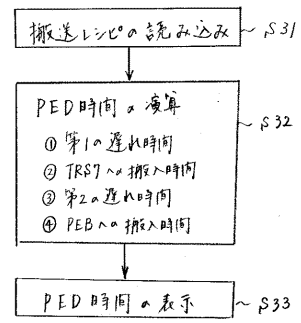 搬送レシピの読み込み S31
PED時間の演算
S32
① 第1の遅れ時間
② TRS7への搬入時間
③ 第2の遅れ時間
④ PEBへの搬入時間
PED時間の表示 S33